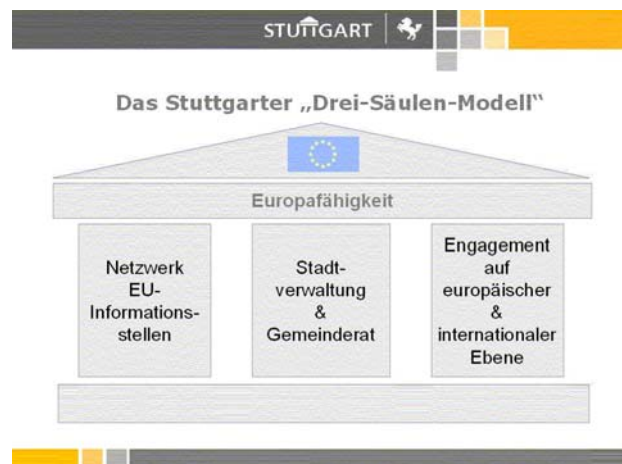 STUTTGART
Das Stuttgarter „Drei-Säulen-Modell“
Europafähigkeit
Netzwerk
EU-
Informations-
stellen
Stadt-
verwaltung
&
Gemeinderat
Engagement
auf
europäischer
&
internationaler
Ebene